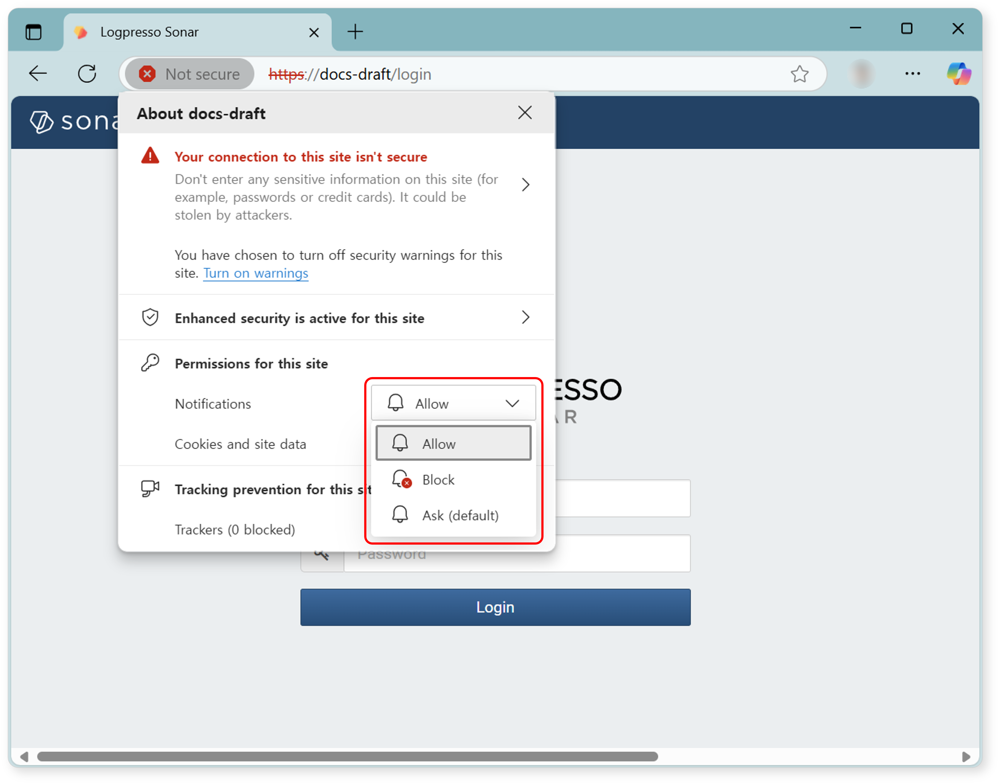 Logpresso Sonar
Not secure
https://docs-draft/login
sona
About docs-draft
Your connection to this site isn't secure
Don't enter any sensitive information on this site (for
example, passwords or credit cards). It could be
stolen by attackers.
You have chosen to turn off security warnings for this
site. Turn on warnings
Enhanced security is active for this site
Permissions for this site
Notifications
Allow
Cookies and site data
Allow
Block
Ask (default)
Tracking prevention for this sit
Trackers (0 blocked)
ESSO
AR
Password
Login